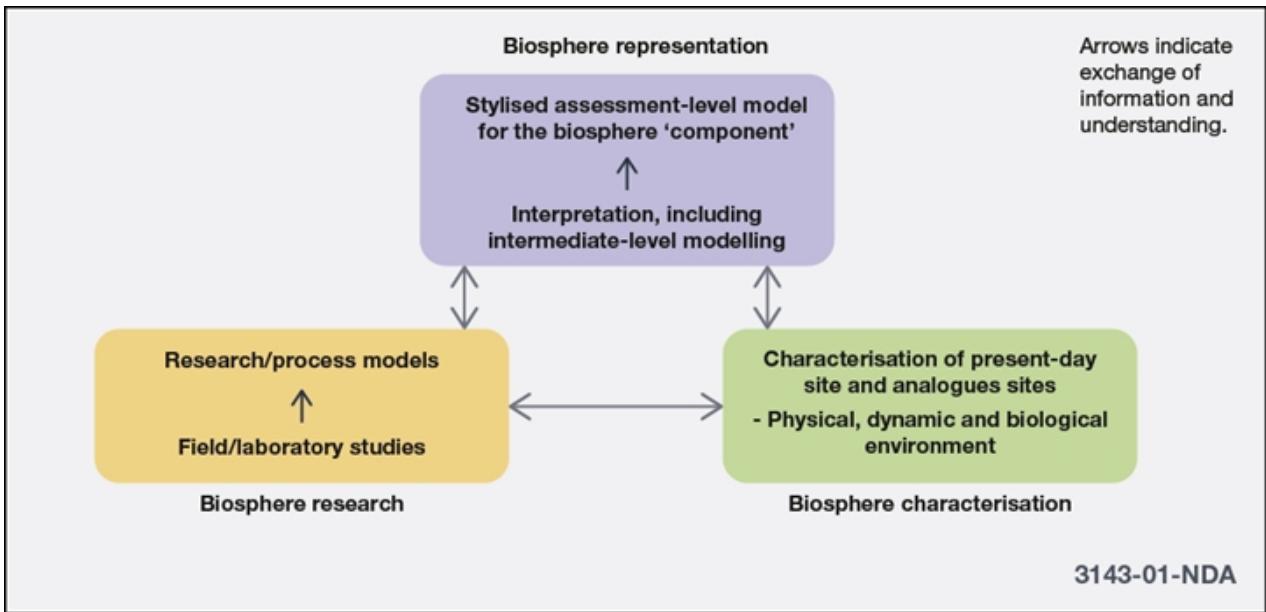 Biosphere representation
Arrows indicate
exchange of
information and
understanding.
Stylised assessment-level model
for the biosphere ‘component’
Interpretation, including
intermediate-level modelling
Research/process models
Field/laboratory studies
Biosphere research
Characterisation of present-day
site and analogues sites
- Physical, dynamic and biological
environment
Biosphere characterisation
3143-01-NDA